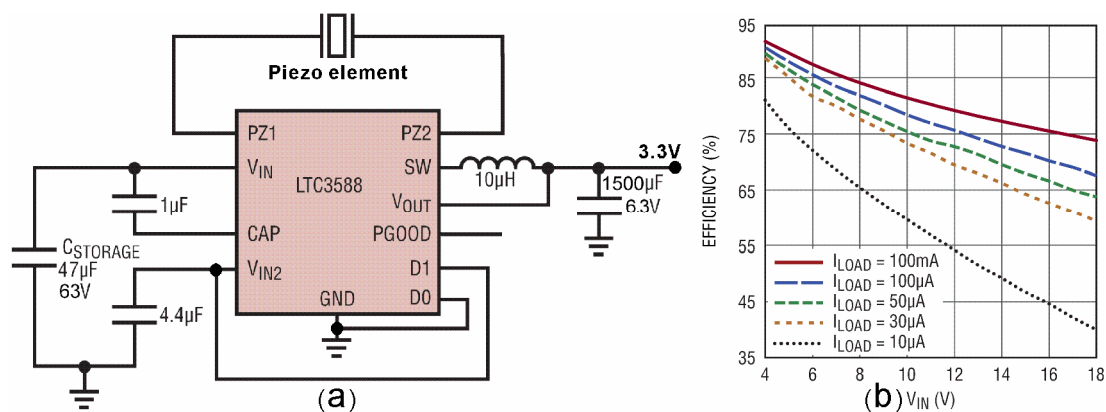 Piezo element
PZ1
PZ2
VIN
SW
3.3V
LTC3588
10µH
1500µF
6.3V
1µF
VOUT
CAP
PGOOD
CSTORAGE
47µF
63V
VIN2
D1
4.4µF
GND
D0
(a)
95
85
75
65
55
45
35
EFFICIENCY (%)
ILOAD = 100mA
ILOAD = 100µA
ILOAD = 50µA
ILOAD = 30µA
ILOAD = 10µA
4 6 8 10 12 14 16 18
(b) VIN (V)